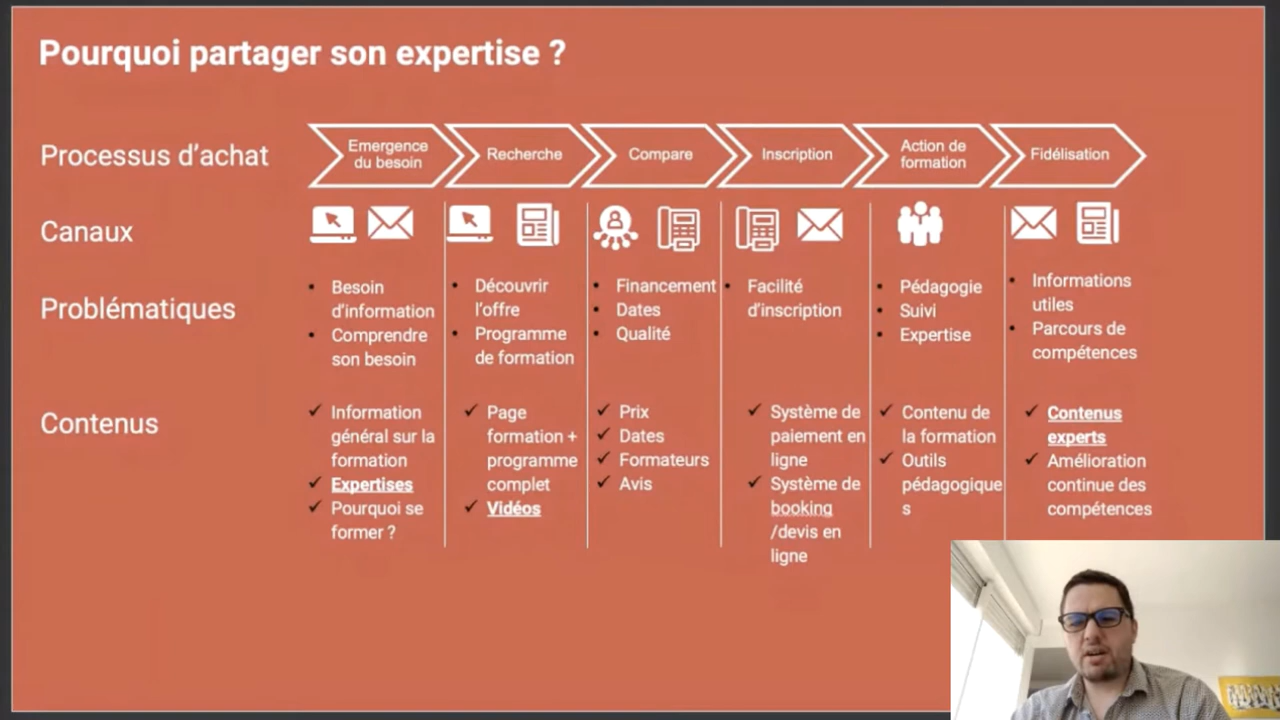 Pourquoi partager son expertise ?
Processus d'achat
Emergence
du besoin
Recherche
Compare
Inscription
Action de
formation
Fidélisation
Canaux
Problématiques
Besoin
d'information
Comprendre
son besoin
Découvrir
l'offre
Programme
de formation
Financement
Dates
Qualité
Facilité
d'inscription
Pédagogie
Suivi
Expertise
Informations
utiles
Parcours de
compétences
Contenus
Information
général sur la
formation
Expertises
Pourquoi se
former ?
Page
formation +
programme
complet
Vidéos
Prix
Dates
Formateurs
Avis
Système de
paiement en
ligne
Système de
booking
/devis en
ligne
Contenu de
la formation
Outils
pédagogique
s
Contenus
experts
Amélioration
continue des
compétences